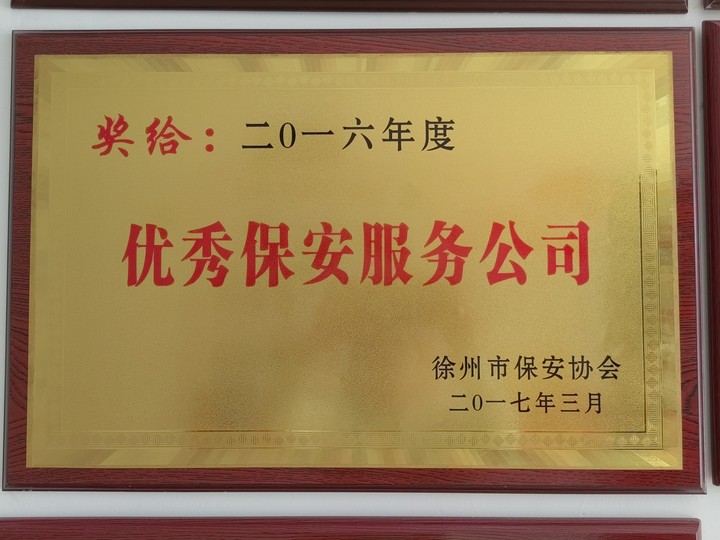 奖给：二0一六年度
优秀保安服务公司
徐州市保安协会
二0一七年三月